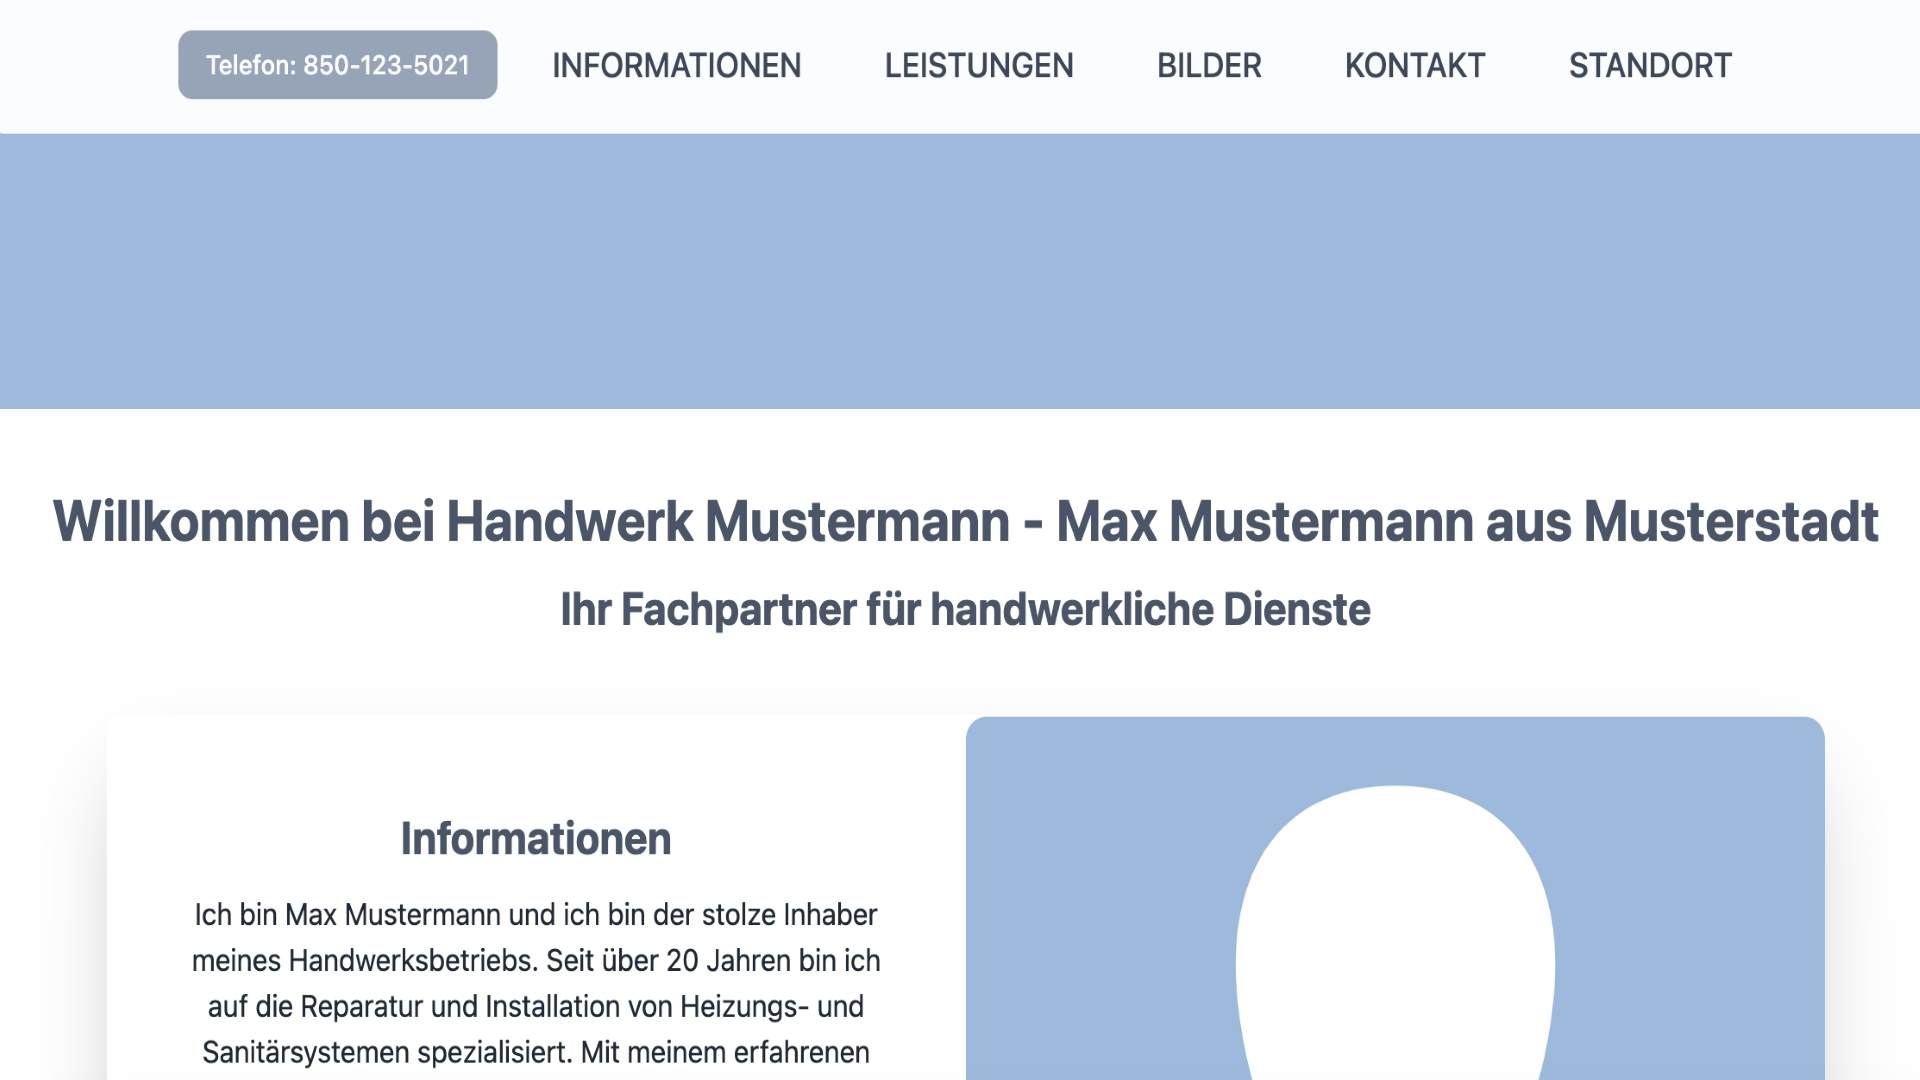 Telefon: 850-123-5021
INFORMATIONEN
LEISTUNGEN
BILDER
KONTAKT
STANDORT
Willkommen bei Handwerk Mustermann - Max Mustermann aus Musterstadt
Ihr Fachpartner für handwerkliche Dienste
Informationen
Ich bin Max Mustermann und ich bin der stolze Inhaber
meines Handwerksbetriebs. Seit über 20 Jahren bin ich
auf die Reparatur und Installation von Heizungs- und
Sanitärsystemen spezialisiert. Mit meinem erfahrenen